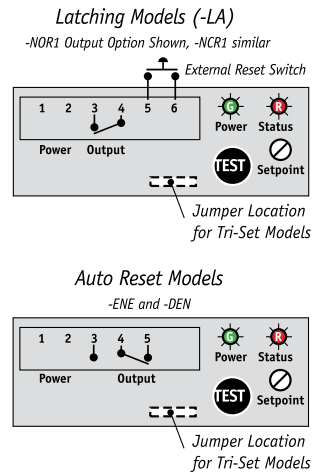 Latching Models (-LA)
-NOR1 Output Option Shown, -NCR1 similar
External Reset Switch
1 2 3 4 5 6
G R
Power Output
Power Status
TEST
Setpoint
Jumper Location
for Tri-Set Models
Auto Reset Models
-ENE and -DEN
1 2 3 4 5
G R
Power Output
Power Status
TEST
Setpoint
Jumper Location
for Tri-Set Models